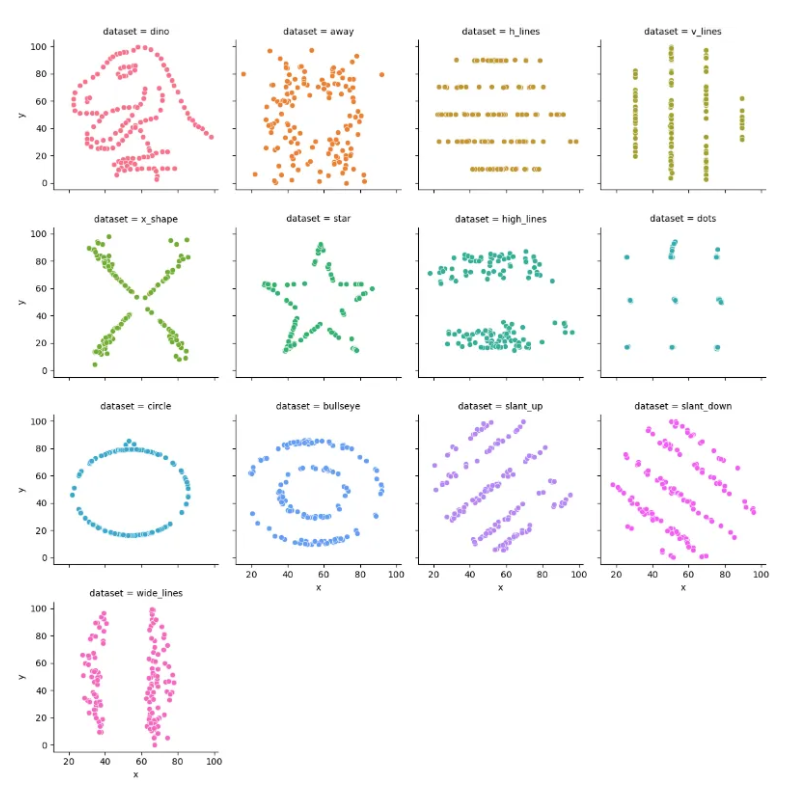 dataset = dino dataset = away dataset = h_lines dataset = v_lines
100
80
60
40
20
0
y
dataset = x_shape dataset = star dataset = high_lines dataset = dots
100
80
60
40
20
0
y
dataset = circle dataset = bullseye dataset = slant_up dataset = slant_down
100
80
60
40
20
0
y
20 40 60 80 100 20 40 60 80 100 20 40 60 80 100
x x x
dataset = wide_lines
100
80
60
40
20
0
y
20 40 60 80 100
x